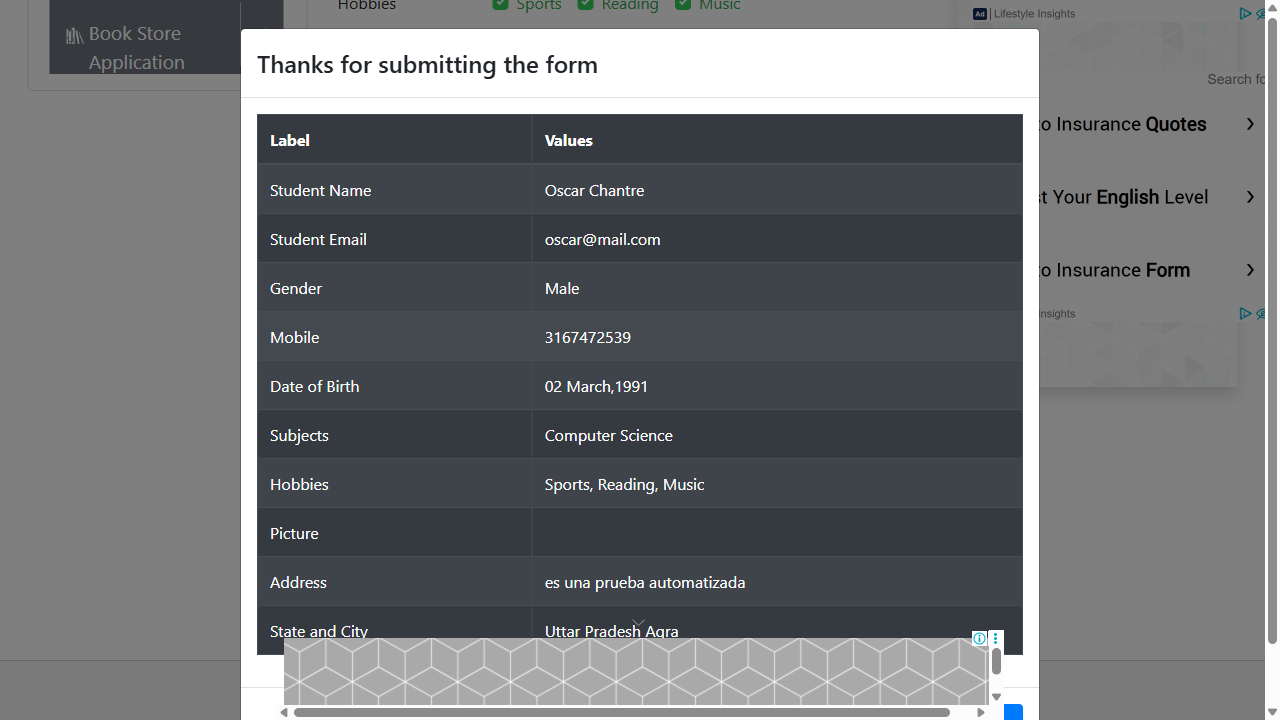 Hobbies Sports Reading Music
Ad Lifestyle Insights
Book Store
Application
Thanks for submitting the form
Search fo
Label Values
to Insurance Quotes
Student Name Oscar Chantre
st Your English Level
Student Email oscar@mail.com
to Insurance Form
Gender Male
Insights
Mobile 3167472539
Date of Birth 02 March,1991
Subjects Computer Science
Hobbies Sports, Reading, Music
Picture
Address es una prueba automatizada
State and City Uttar Pradesh Agra